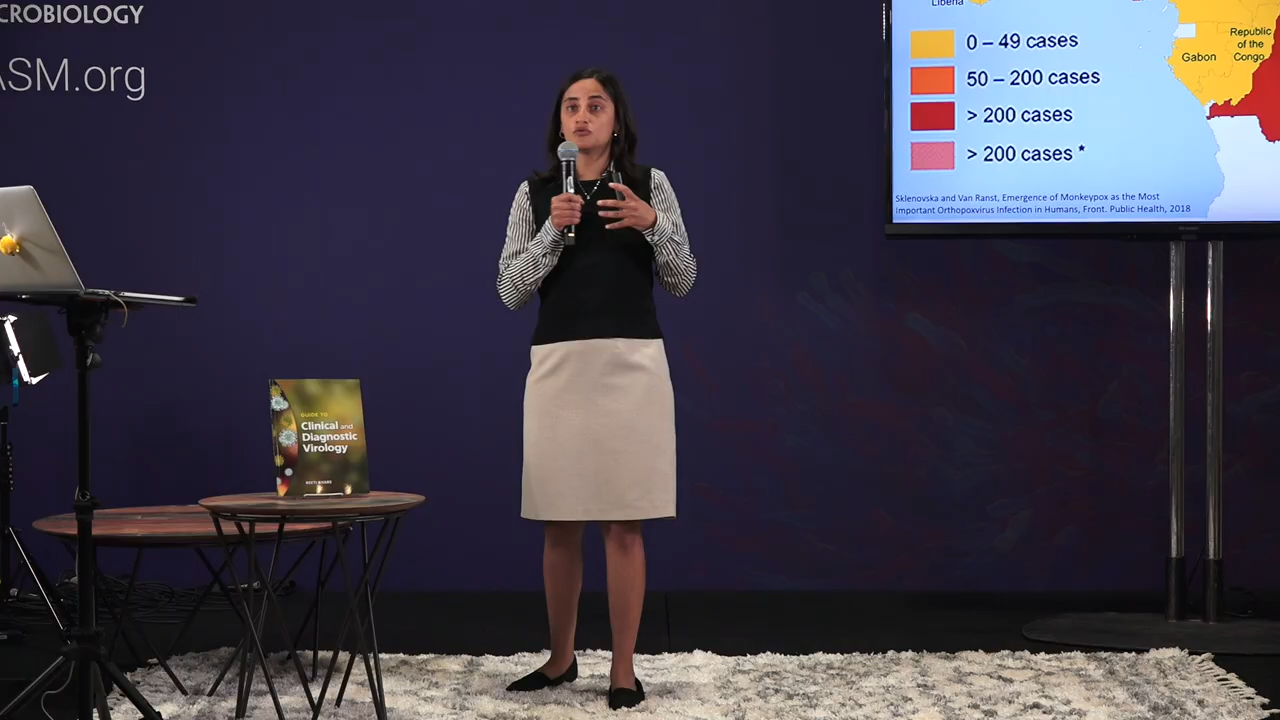 CROBIOLOGY
ASM.org
Liberia
0 – 49 cases
50 – 200 cases
> 200 cases
> 200 cases *
Gabon
Republic
of the
Congo
Sklenovska and Van Ranst, Emergence of Monkeypox as the Most
Important Orthopoxvirus Infection in Humans, Front. Public Health, 2018
GUIDE TO
Clinical and
Diagnostic
Virology
REETI KHARE